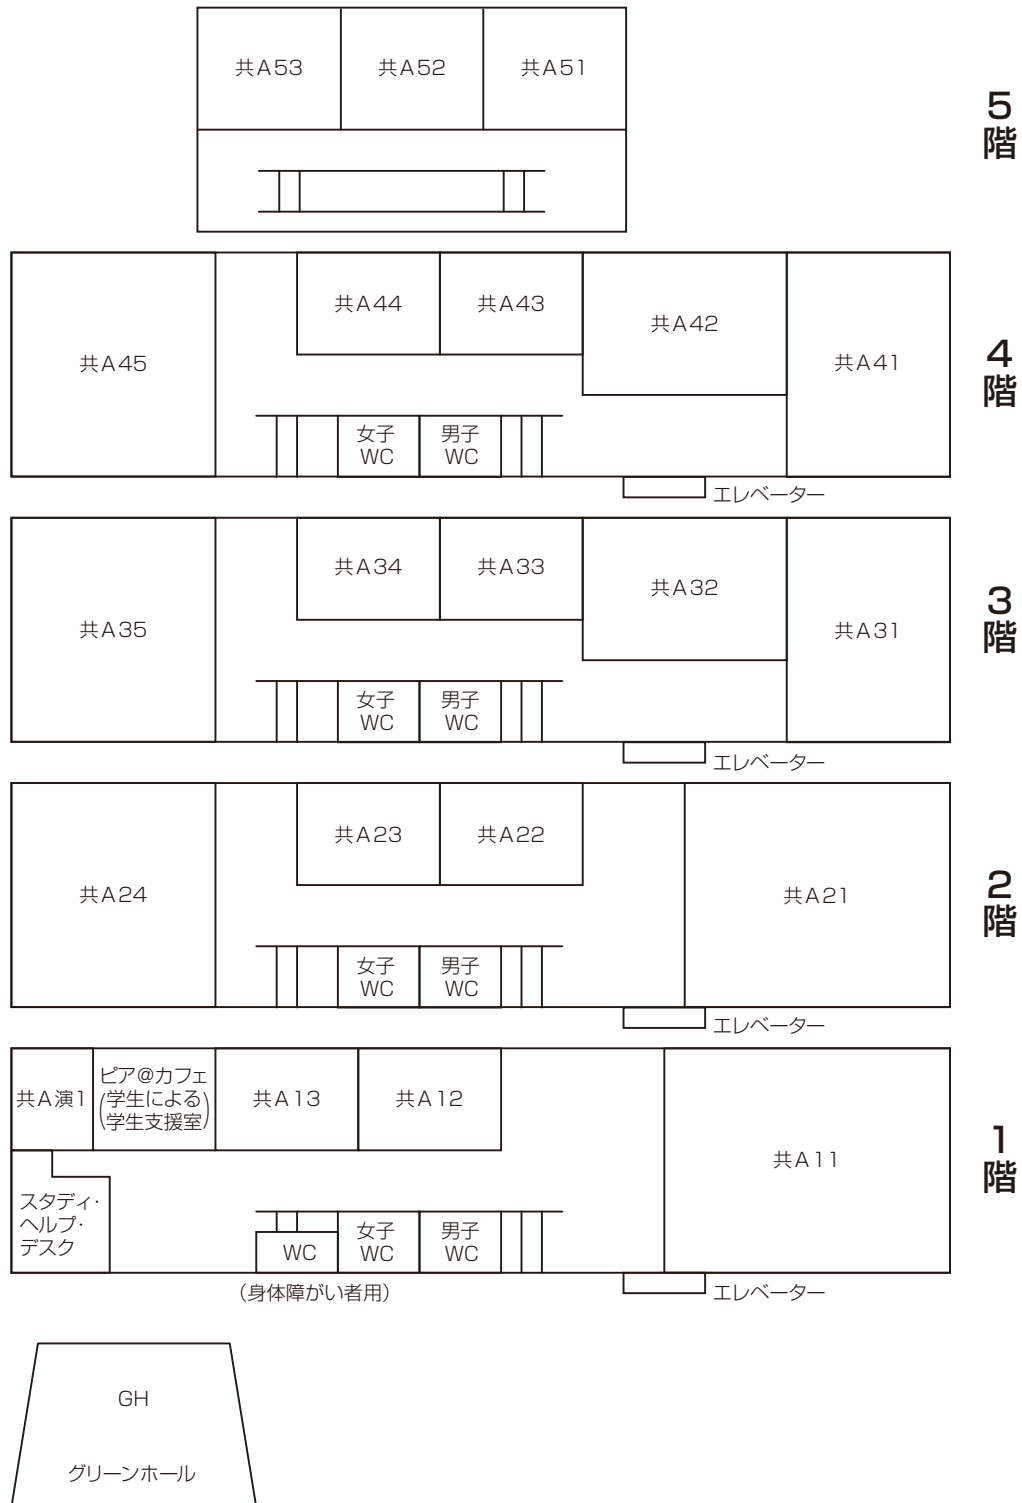 共A53
共A52
共A51
5階
共A45
共A44
共A43
共A42
共A41
4階
女子
WC
男子
WC
エレベーター
共A35
共A34
共A33
共A32
共A31
3階
女子
WC
男子
WC
エレベーター
共A24
共A23
共A22
共A21
2階
女子
WC
男子
WC
エレベーター
共A演1
ピア@カフェ
(学生による
学生支援室)
共A13
共A12
共A11
1階
スタディ・
ヘルプ・
デスク
WC
(身体障がい者用)
女子
WC
男子
WC
エレベーター
GH
グリーンホール